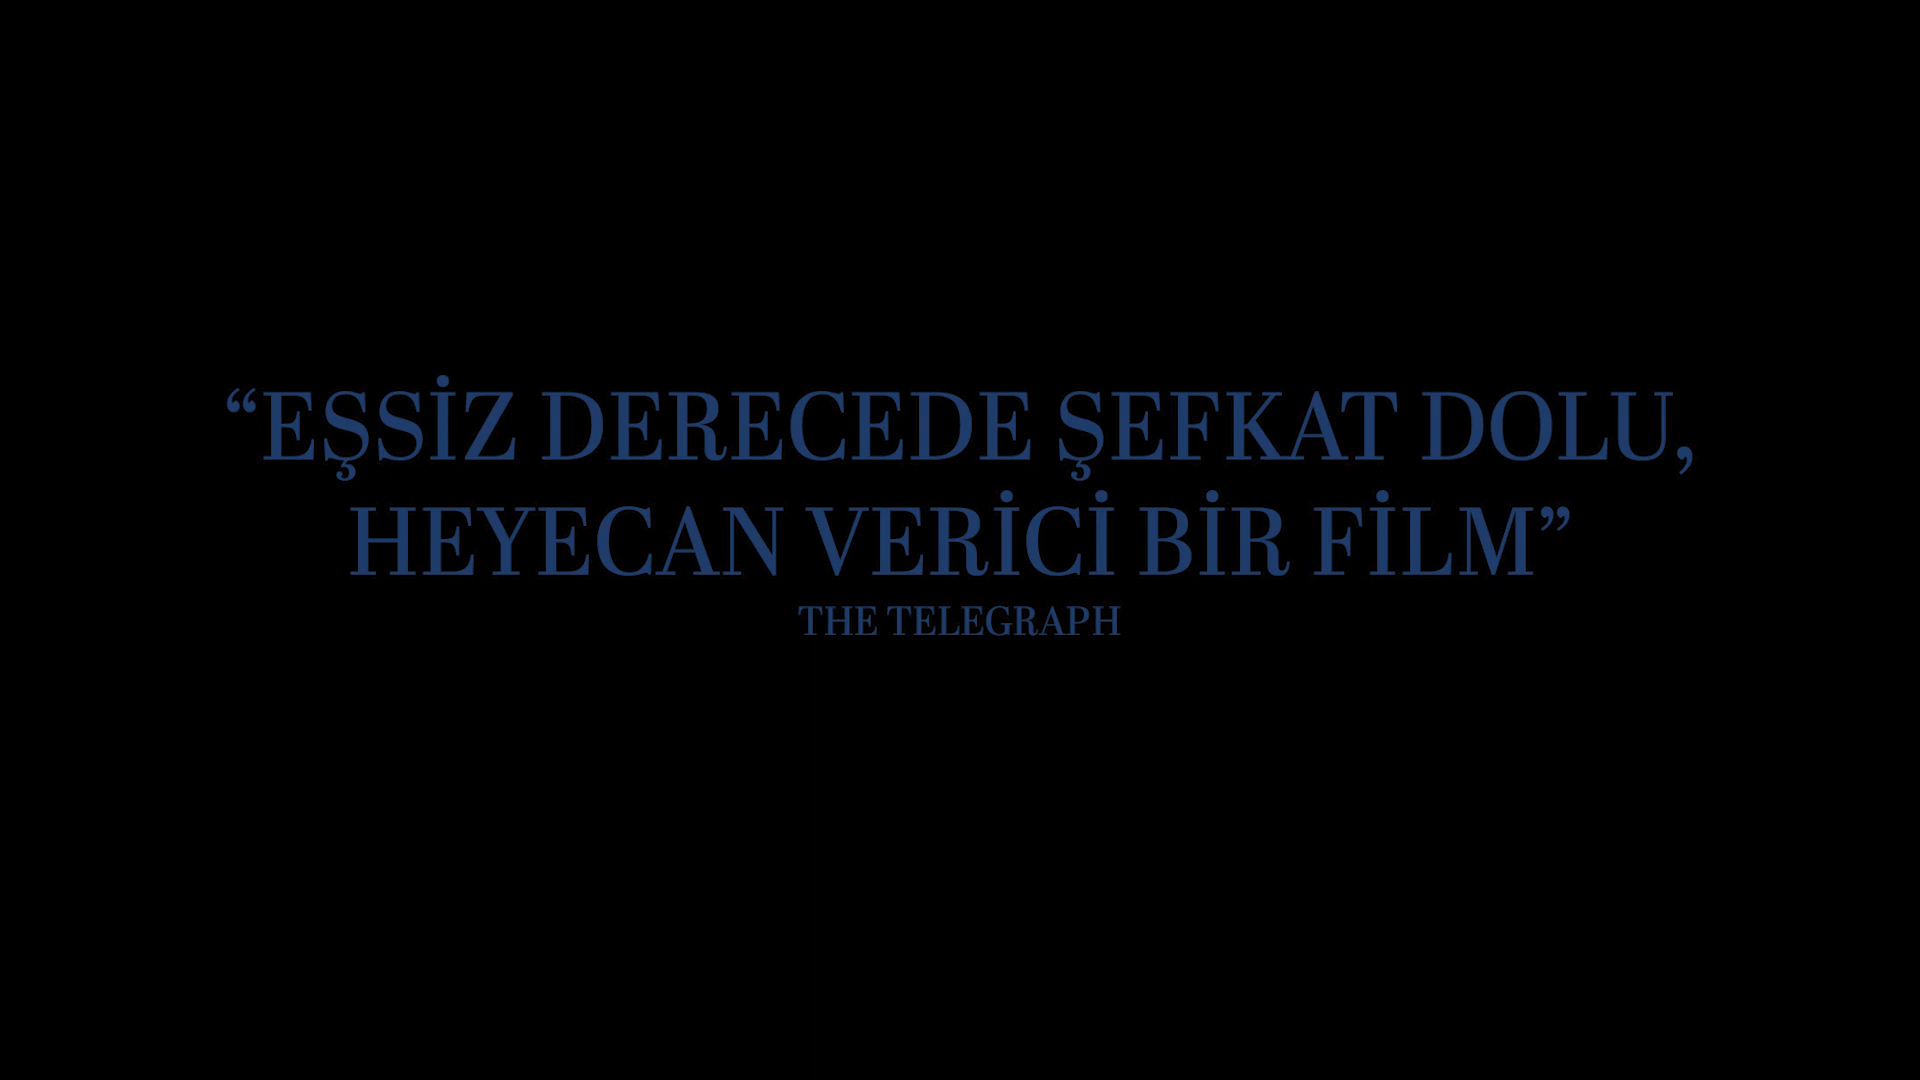 “EŞSİZ DERECEDE ŞEFKAT DOLU,
HEYECAN VERİCİ BİR FİLM”
THE TELEGRAPH